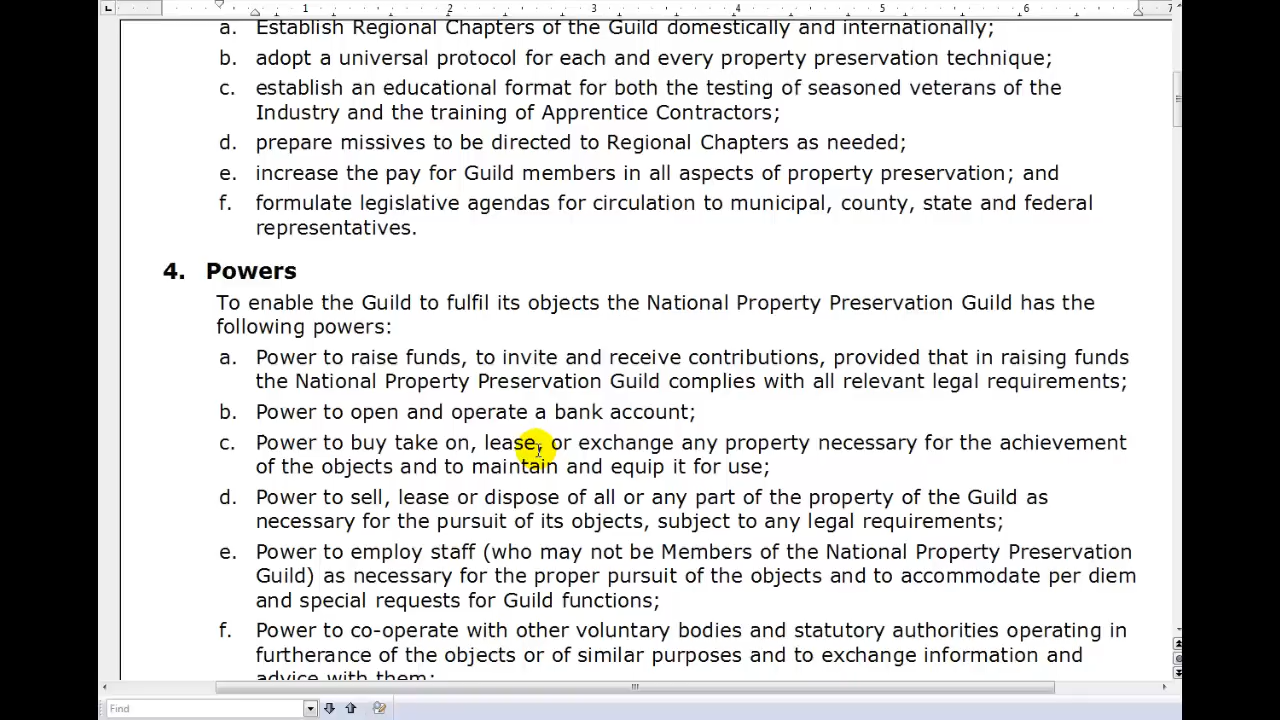 1 2 3 4 5 6 7
a. Establish Regional Chapters of the Guild domestically and internationally;
b. adopt a universal protocol for each and every property preservation technique;
c. establish an educational format for both the testing of seasoned veterans of the
Industry and the training of Apprentice Contractors;
d. prepare missives to be directed to Regional Chapters as needed;
e. increase the pay for Guild members in all aspects of property preservation; and
f. formulate legislative agendas for circulation to municipal, county, state and federal
representatives.
4. Powers
To enable the Guild to fulfil its objects the National Property Preservation Guild has the
following powers:
a. Power to raise funds, to invite and receive contributions, provided that in raising funds
the National Property Preservation Guild complies with all relevant legal requirements;
b. Power to open and operate a bank account;
c. Power to buy take on, lease, or exchange any property necessary for the achievement
of the objects and to maintain and equip it for use;
d. Power to sell, lease or dispose of all or any part of the property of the Guild as
necessary for the pursuit of its objects, subject to any legal requirements;
e. Power to employ staff (who may not be Members of the National Property Preservation
Guild) as necessary for the proper pursuit of the objects and to accommodate per diem
and special requests for Guild functions;
f. Power to co-operate with other voluntary bodies and statutory authorities operating in
furtherance of the objects or of similar purposes and to exchange information and
advice with them;
Find